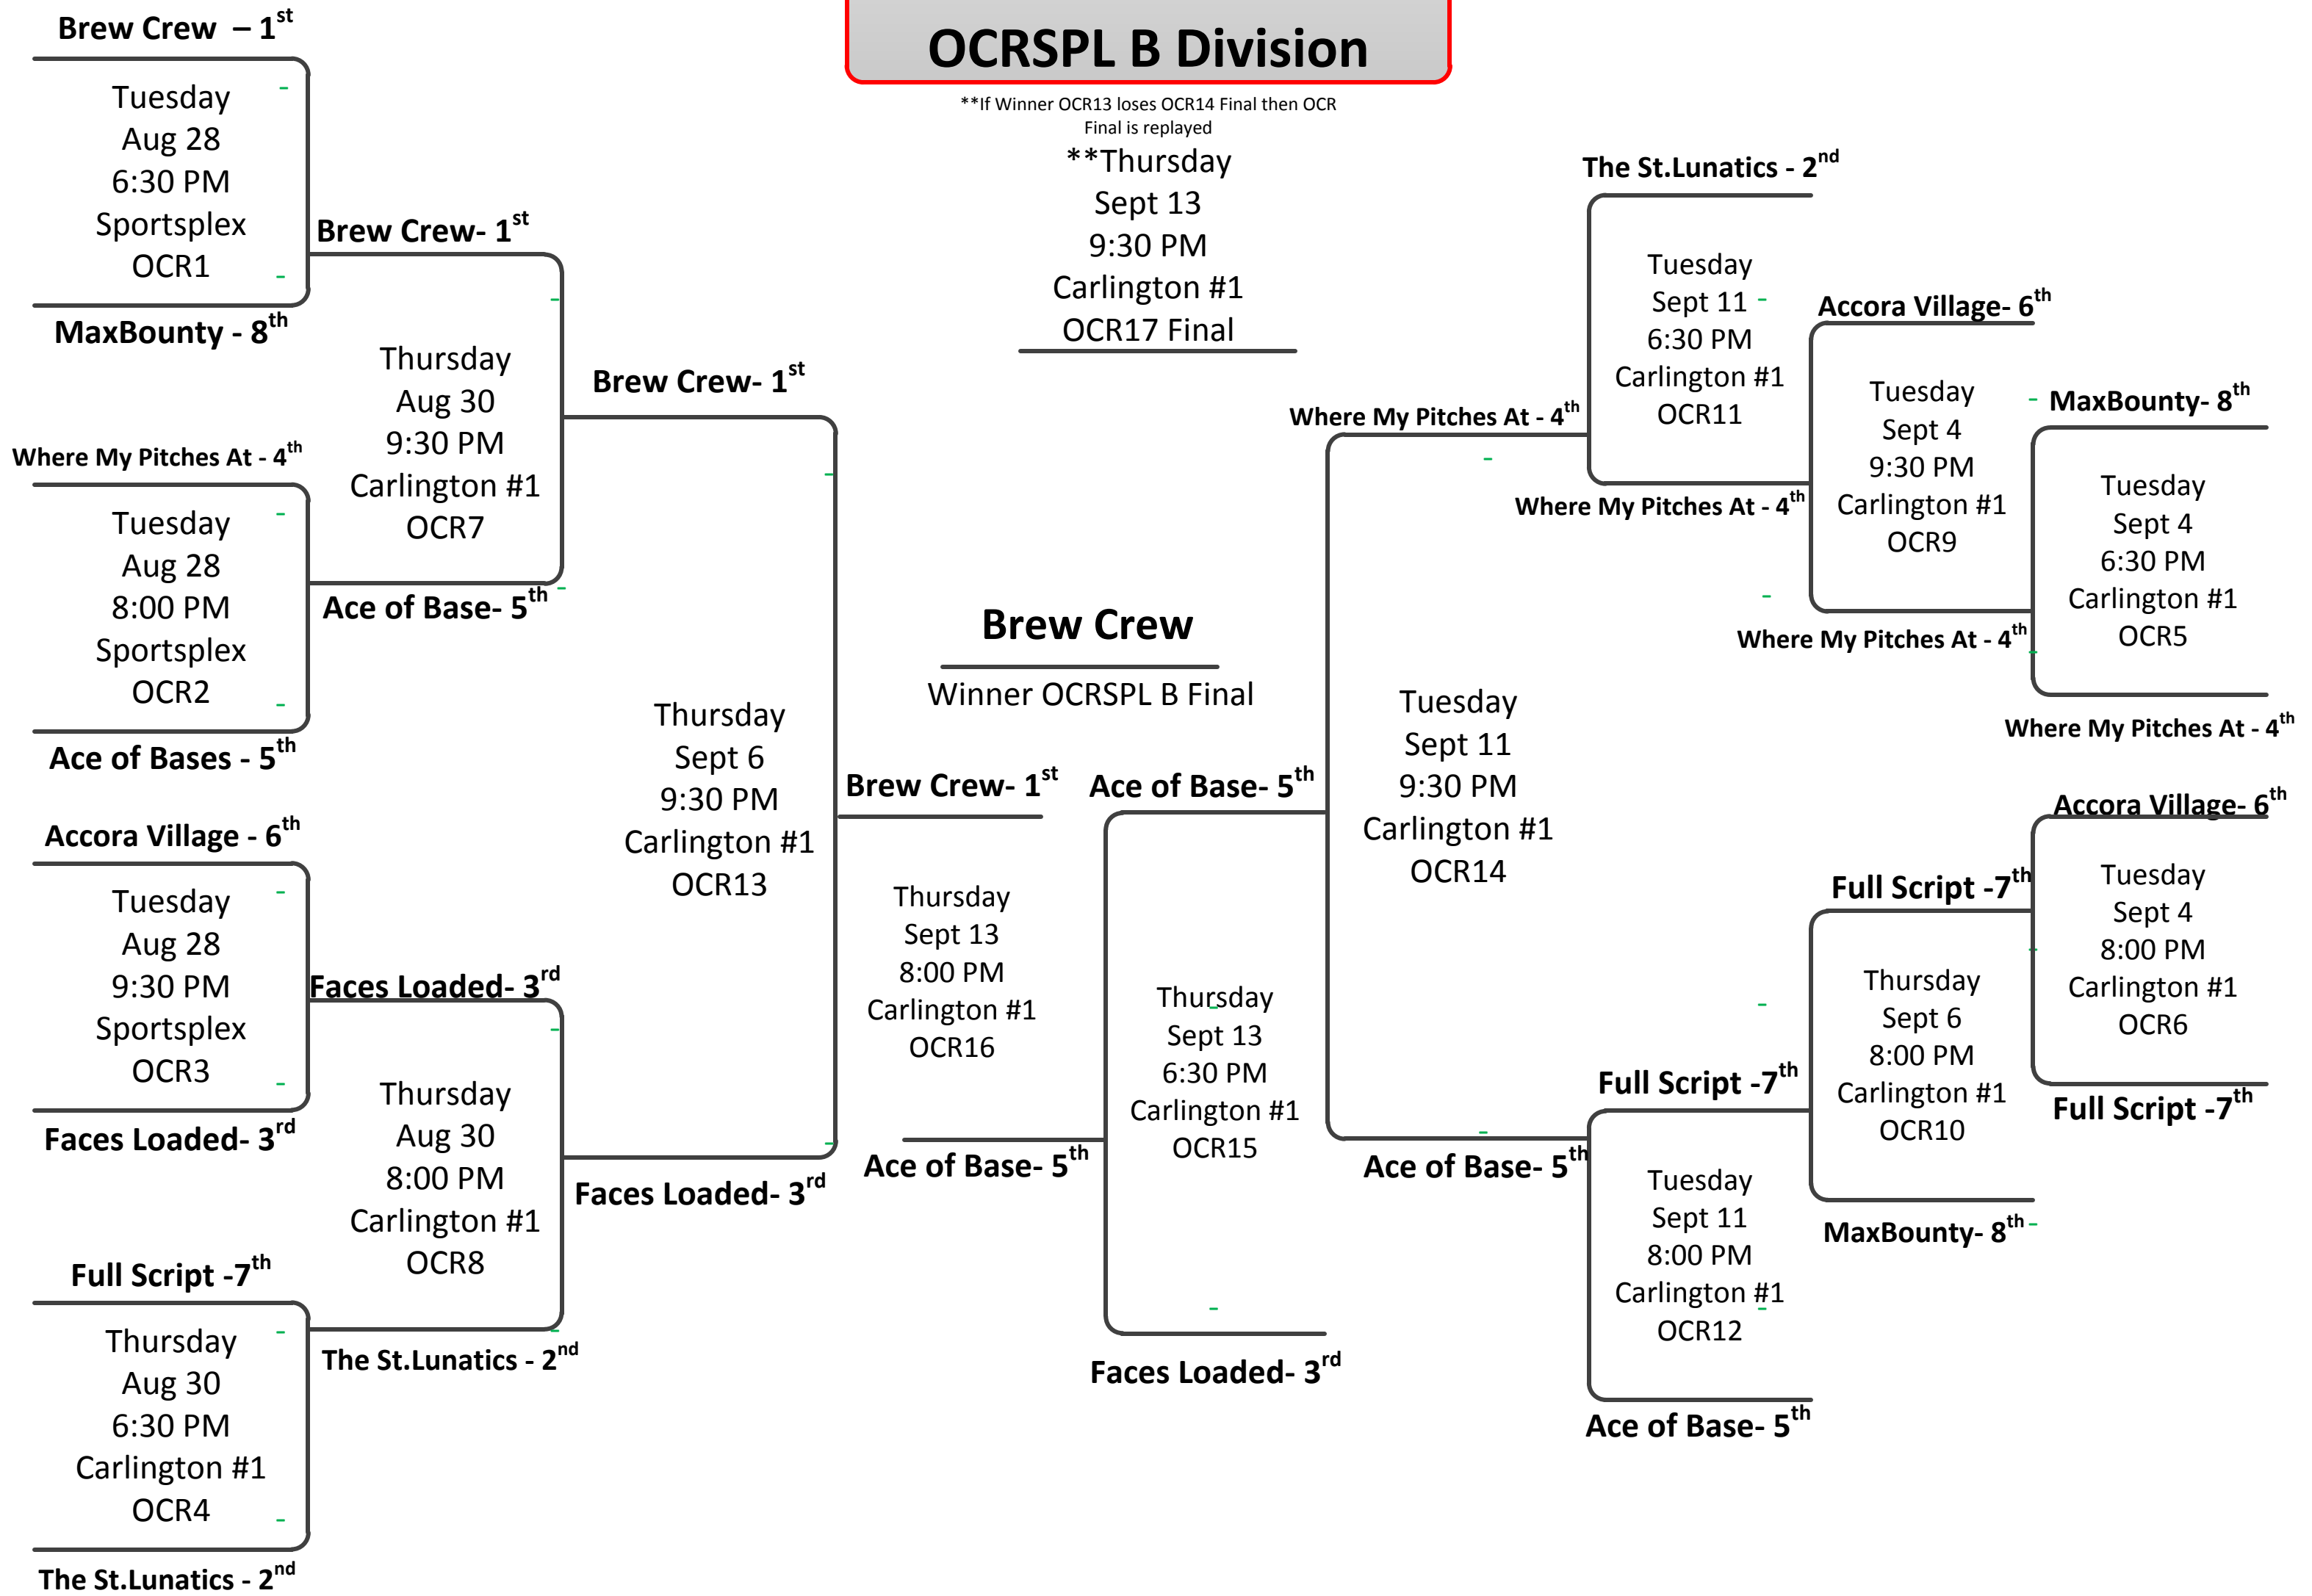 OCRSPL B Division
**If Winner OCR13 loses OCR14 Final then OCR
Final is replayed
**Thursday
Sept 13
9:30 PM
Carlington #1
OCR17 Final
Brew Crew – 1st
Tuesday
Aug 28
6:30 PM
Sportsplex
OCR1
MaxBounty - 8th
Where My Pitches At - 4th
Tuesday
Aug 28
8:00 PM
Sportsplex
OCR2
Ace of Bases - 5th
Accora Village - 6th
Tuesday
Aug 28
9:30 PM
Sportsplex
OCR3
Faces Loaded- 3rd
Full Script -7th
Thursday
Aug 30
6:30 PM
Carlington #1
OCR4
The St.Lunatics - 2nd
Brew Crew- 1st
Thursday
Aug 30
9:30 PM
Carlington #1
OCR7
Ace of Base- 5th
Faces Loaded- 3rd
Thursday
Aug 30
8:00 PM
Carlington #1
OCR8
The St.Lunatics - 2nd
Brew Crew- 1st
Thursday
Sept 6
9:30 PM
Carlington #1
OCR13
Faces Loaded- 3rd
Brew Crew
Winner OCRSPL B Final
Brew Crew- 1st
Thursday
Sept 13
8:00 PM
Carlington #1
OCR16
Ace of Base- 5th
Ace of Base- 5th
Thursday
Sept 13
6:30 PM
Carlington #1
OCR15
Faces Loaded- 3rd
Where My Pitches At - 4th
Tuesday
Sept 11
9:30 PM
Carlington #1
OCR14
Ace of Base- 5th
The St.Lunatics - 2nd
Tuesday
Sept 11
6:30 PM
Carlington #1
OCR11
Where My Pitches At - 4th
Full Script -7th
Tuesday
Sept 11
8:00 PM
Carlington #1
OCR12
Ace of Base- 5th
Accora Village- 6th
Tuesday
Sept 4
9:30 PM
Carlington #1
OCR9
Where My Pitches At - 4th
Full Script -7th
Thursday
Sept 6
8:00 PM
Carlington #1
OCR10
MaxBounty- 8th
MaxBounty- 8th
Tuesday
Sept 4
6:30 PM
Carlington #1
OCR5
Where My Pitches At - 4th
Accora Village- 6th
Tuesday
Sept 4
8:00 PM
Carlington #1
OCR6
Full Script -7th